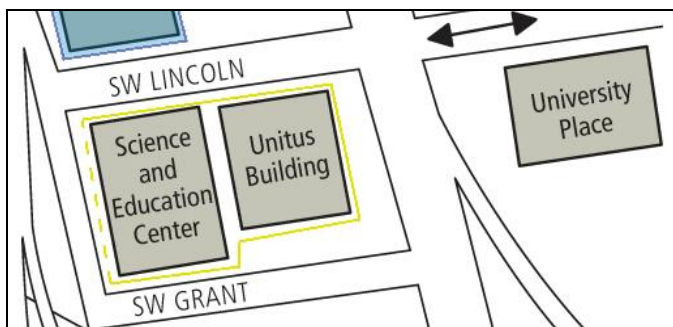 SW LINCOLN
Science
and
Education
Center
Unitus
Building
University
Place
SW GRANT